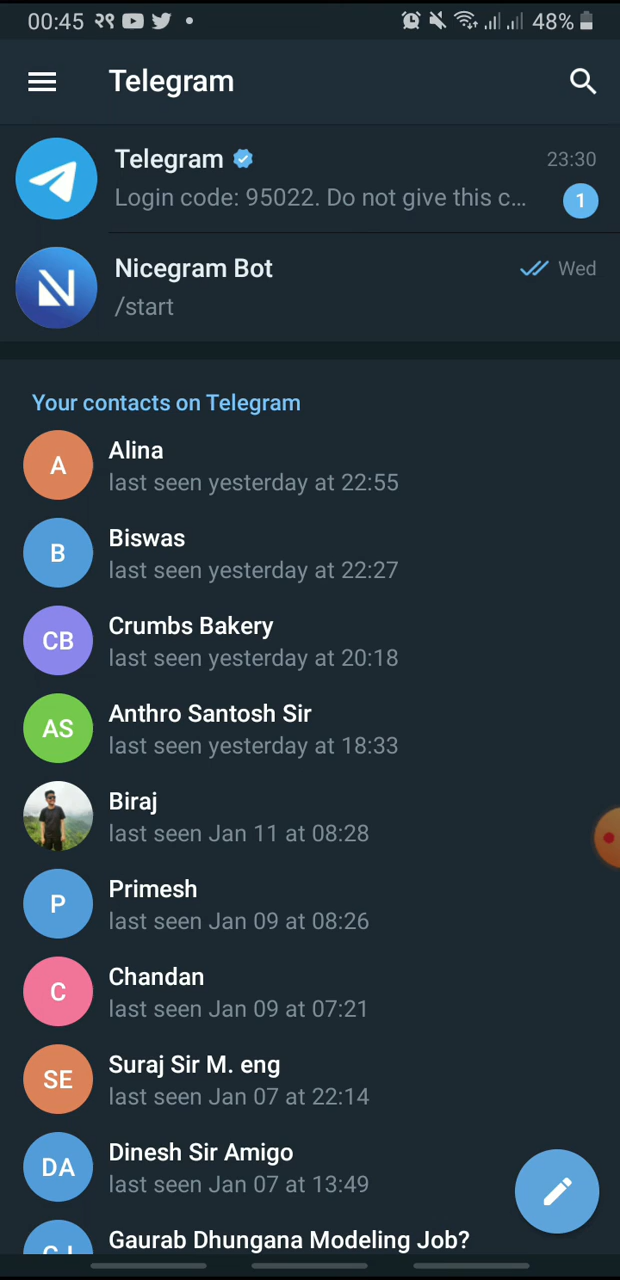 00:45 २९ 48%
Telegram
Telegram 23:30
Login code: 95022. Do not give this c... 1
N Nicegram Bot Wed
/start
Your contacts on Telegram
A Alina
last seen yesterday at 22:55
B Biswas
last seen yesterday at 22:27
CB Crumbs Bakery
last seen yesterday at 20:18
AS Anthro Santosh Sir
last seen yesterday at 18:33
Biraj
last seen Jan 11 at 08:28
P Primesh
last seen Jan 09 at 08:26
C Chandan
last seen Jan 09 at 07:21
SE Suraj Sir M. eng
last seen Jan 07 at 22:14
DA Dinesh Sir Amigo
last seen Jan 07 at 13:49
Gaurab Dhungana Modeling Job?